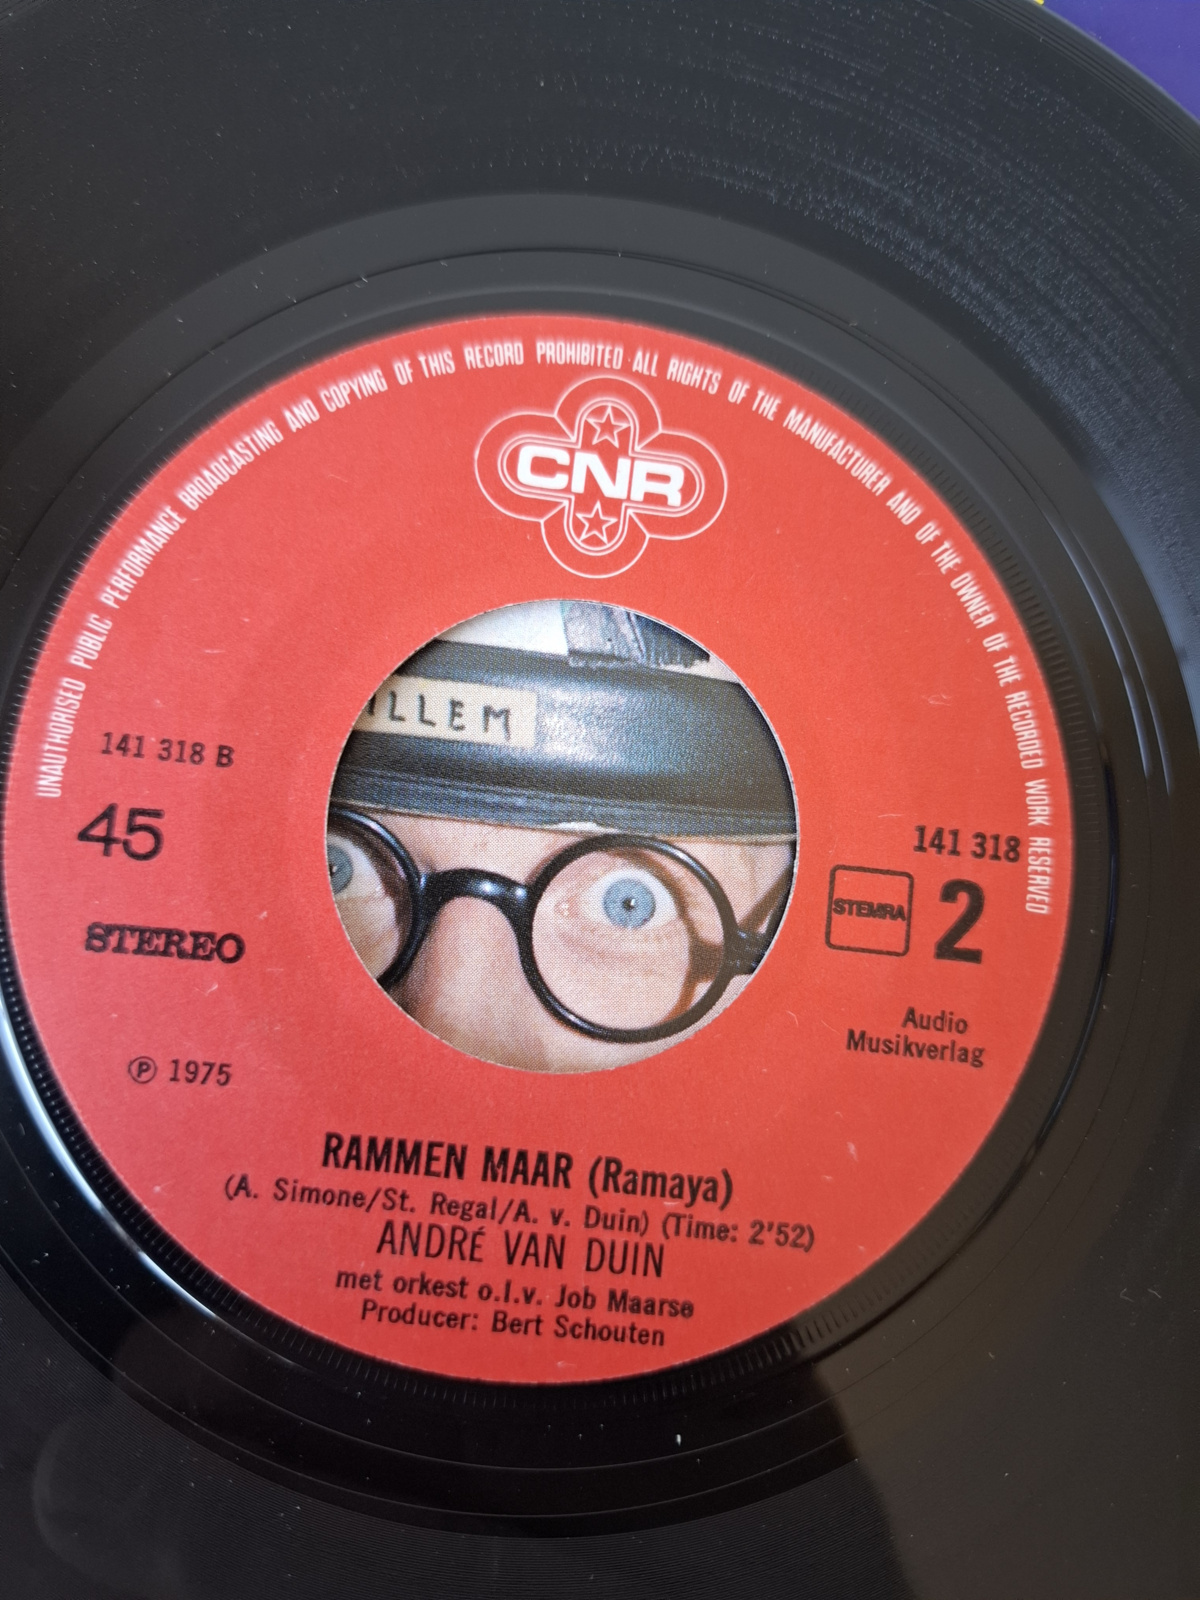 UNAUTHORISED PUBLIC PERFORMANCE BROADCASTING AND COPYING OF THIS RECORD PROHIBITED · ALL RIGHTS OF THE MANUFACTURER AND OF THE OWNER OF THE RECORDED WORK RESERVED
CNR
ILLEM
141 318 B
45
STEREO
℗ 1975
141 318
STEMRA
2
Audio
Musikverlag
RAMMEN MAAR (Ramaya)
(A. Simone/St. Regal/A. v. Duin) (Time: 2'52)
ANDRÉ VAN DUIN
met orkest o.l.v. Job Maarse
Producer: Bert Schouten